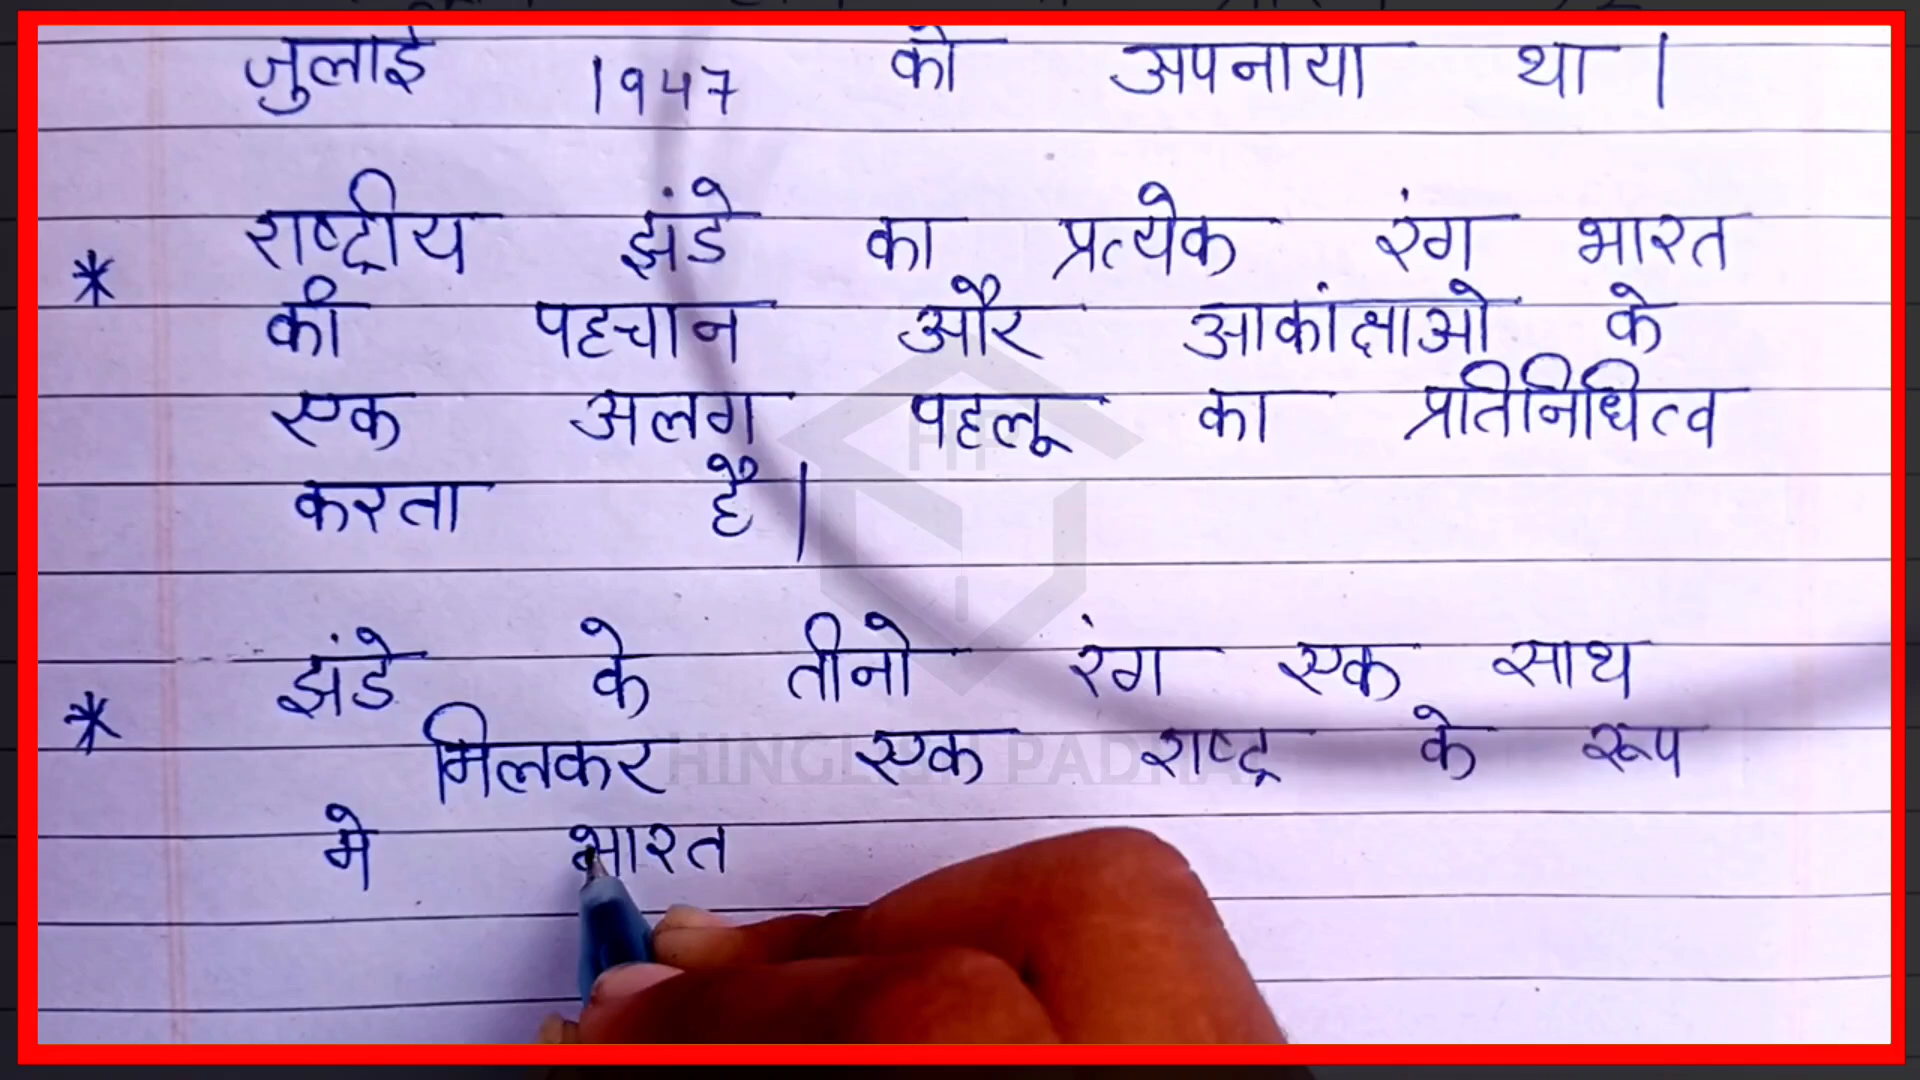 जुलाई 1947 को अपनाया था।
* राष्ट्रीय झंडे का प्रत्येक रंग भारत
की पहचान और आकांक्षाओ के
एक अलग पहलू का प्रतिनिधित्व
करता है।
* झंडे के तीनो रंग एक साथ
मिलकर एक राष्ट्र के रूप
मे भारत